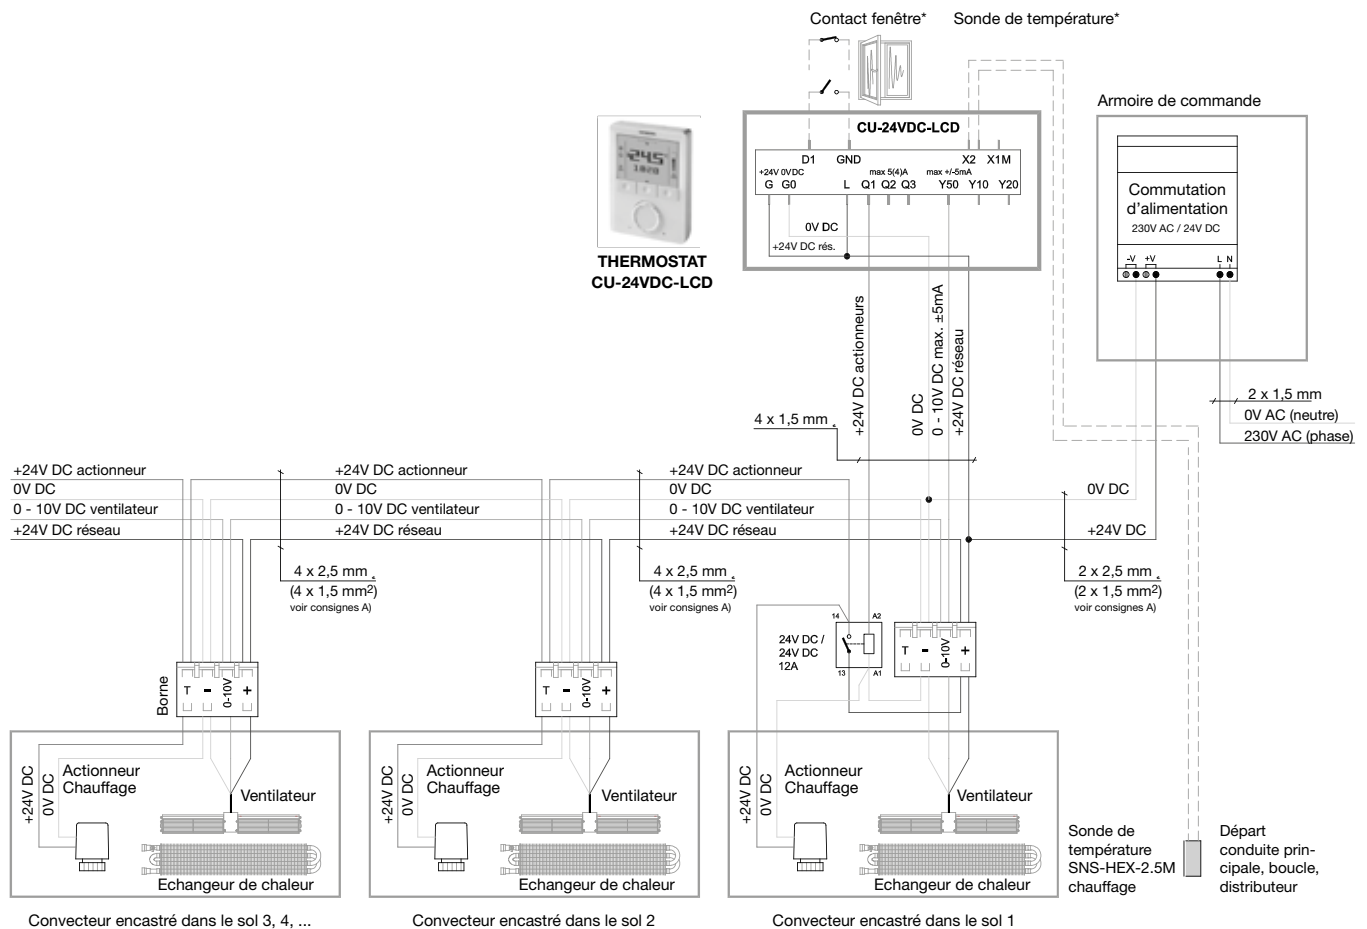 Contact fenêtre*
Sonde de température*
Armoire de commande
CU-24VDC-LCD
D1 GND X2 X1M
+24V 0VDC max 5(4)A max +/-5mA
G G0 L Q1 Q2 Q3 Y50 Y10 Y20
0V DC
+24V DC rés.
24.5
THERMOSTAT
CU-24VDC-LCD
Commutation
d'alimentation
230V AC / 24V DC
-V +V L N
+24V DC actionneurs
0V DC
0 - 10V DC max. ±5mA
+24V DC réseau
2 x 1,5 mm
0V AC (neutre)
230V AC (phase)
4 x 1,5 mm
+24V DC actionneur
0V DC
0 - 10V DC ventilateur
+24V DC réseau
+24V DC actionneur
0V DC
0 - 10V DC ventilateur
+24V DC réseau
+24V DC actionneur
0V DC
0 - 10V DC ventilateur
+24V DC réseau
0V DC
+24V DC
4 x 2,5 mm
(4 x 1,5 mm²)
voir consignes A)
4 x 2,5 mm
(4 x 1,5 mm²)
voir consignes A)
2 x 2,5 mm
(2 x 1,5 mm²)
voir consignes A)
14 A2
24V DC /
24V DC
12A
13 A1
T - 0-10V +
Borne
T - 0-10V +
T - 0-10V +
+24V DC
0V DC
Actionneur
Chauffage
Ventilateur
Echangeur de chaleur
+24V DC
0V DC
Actionneur
Chauffage
Ventilateur
Echangeur de chaleur
+24V DC
0V DC
Actionneur
Chauffage
Ventilateur
Echangeur de chaleur
Sonde de
température
SNS-HEX-2.5M
chauffage
Départ
conduite prin-
cipale, boucle,
distributeur
Convecteur encastré dans le sol 3, 4, ...
Convecteur encastré dans le sol 2
Convecteur encastré dans le sol 1